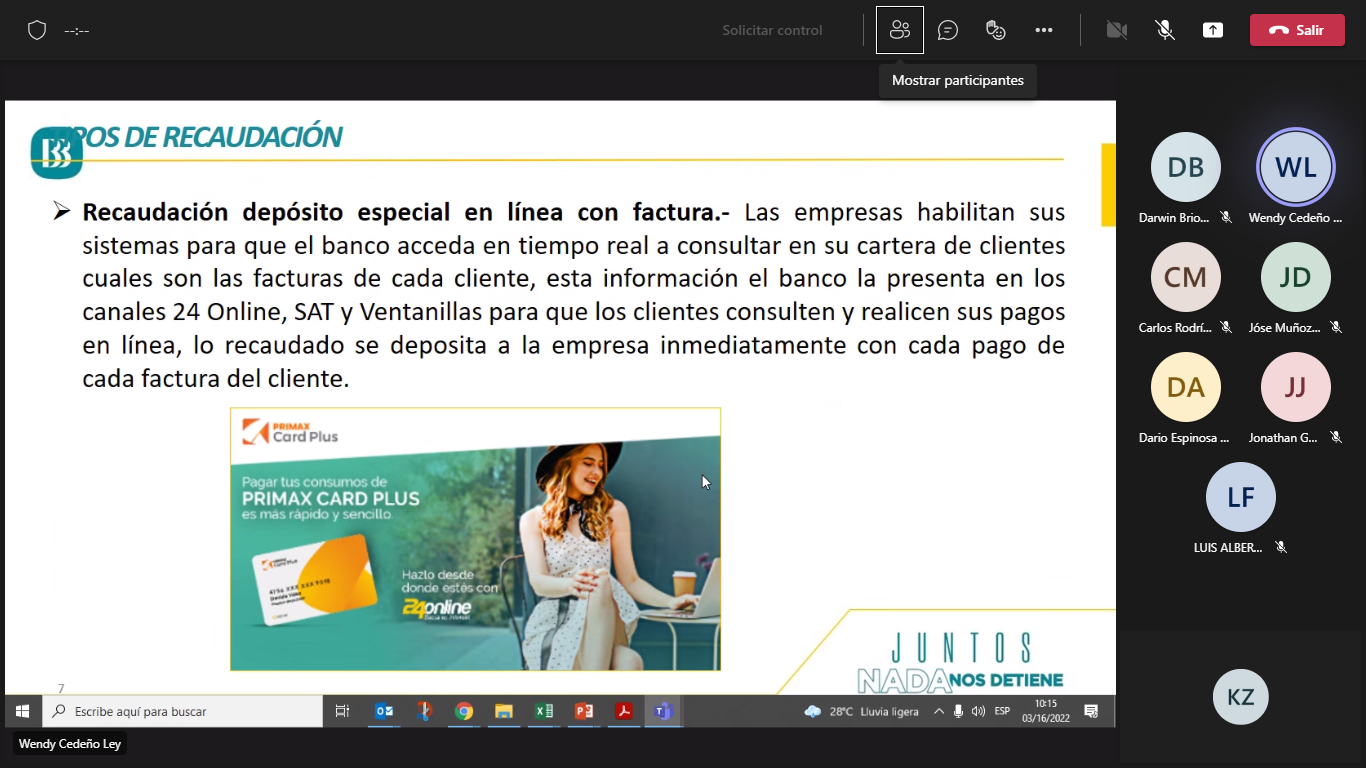 --:--
Solicitar control
Salir
Mostrar participantes
TIPOS DE RECAUDACIÓN
➢ Recaudación depósito especial en línea con factura.- Las empresas habilitan sus
sistemas para que el banco acceda en tiempo real a consultar en su cartera de clientes
cuales son las facturas de cada cliente, esta información el banco la presenta en los
canales 24 Online, SAT y Ventanillas para que los clientes consulten y realicen sus pagos
en línea, lo recaudado se deposita a la empresa inmediatamente con cada pago de
cada factura del cliente.
PRIMAX
Card Plus
Pagar tus consumos de
PRIMAX CARD PLUS
es más rápido y sencillo.
PRIMAX
Card Plus
Hazlo desde
donde estés con
24online
JUNTOS
NADA NOS DETIENE
7
Escribe aquí para buscar
28°C Lluvia ligera
ESP
10:15
03/16/2022
Wendy Cedeño Ley
DB
Darwin Brio...
WL
Wendy Cedeño ...
CM
Carlos Rodrí...
JD
Jóse Muñoz...
DA
Dario Espinosa ...
JJ
Jonathan G...
LF
LUIS ALBER...
KZ